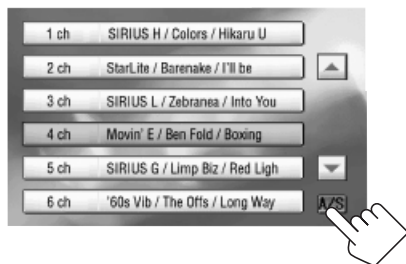 1 ch SIRIUS H / Colors / Hikaru U
2 ch StarLite / Barenake / I'll be
3 ch SIRIUS L / Zebranea / Into You
4 ch Movin' E / Ben Fold / Boxing
5 ch SIRIUS G / Limp Biz / Red Ligh
6 ch '60s Vib / The Offs / Long Way
A/S